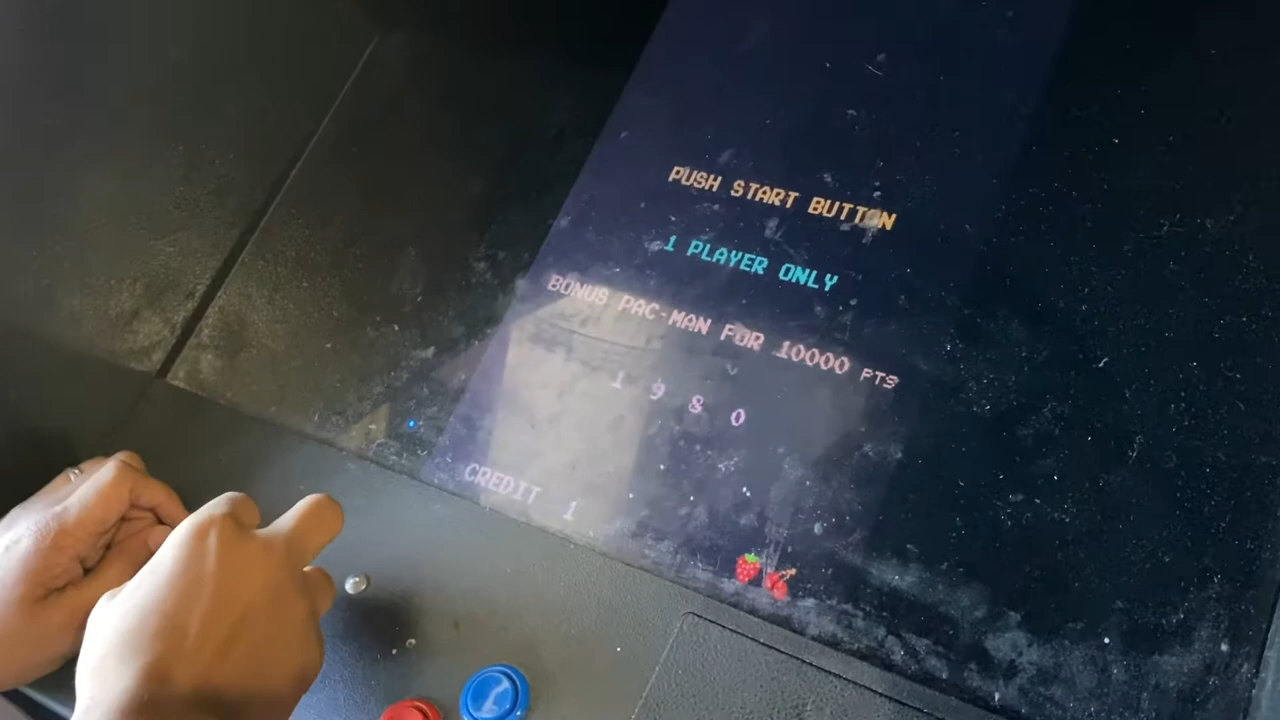 PUSH START BUTTON
1 PLAYER ONLY
BONUS PAC-MAN FOR 10000 PTS
1 9 8 0
CREDIT 1